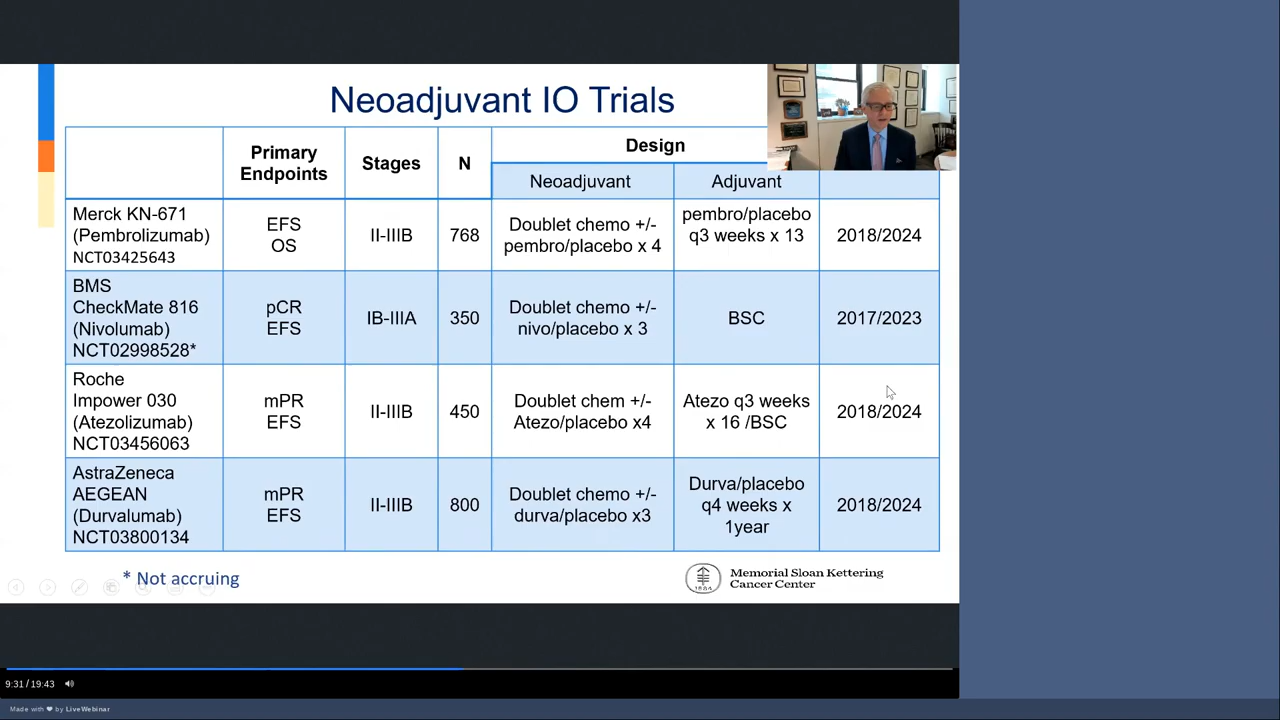 Neoadjuvant IO Trials
Primary
Endpoints
Stages
N
Design
Neoadjuvant
Adjuvant
Merck KN-671
(Pembrolizumab)
NCT03425643
EFS
OS
II-IIIB
768
Doublet chemo +/-
pembro/placebo x 4
pembro/placebo
q3 weeks x 13
2018/2024
BMS
CheckMate 816
(Nivolumab)
NCT02998528*
pCR
EFS
IB-IIIA
350
Doublet chemo +/-
nivo/placebo x 3
BSC
2017/2023
Roche
Impower 030
(Atezolizumab)
NCT03456063
mPR
EFS
II-IIIB
450
Doublet chem +/-
Atezo/placebo x4
Atezo q3 weeks
x 16 /BSC
2018/2024
AstraZeneca
AEGEAN
(Durvalumab)
NCT03800134
mPR
EFS
II-IIIB
800
Doublet chemo +/-
durva/placebo x3
Durva/placebo
q4 weeks x
1year
2018/2024
* Not accruing
1884
Memorial Sloan Kettering
Cancer Center
9:31 / 19:43
Made with ❤ by LiveWebinar